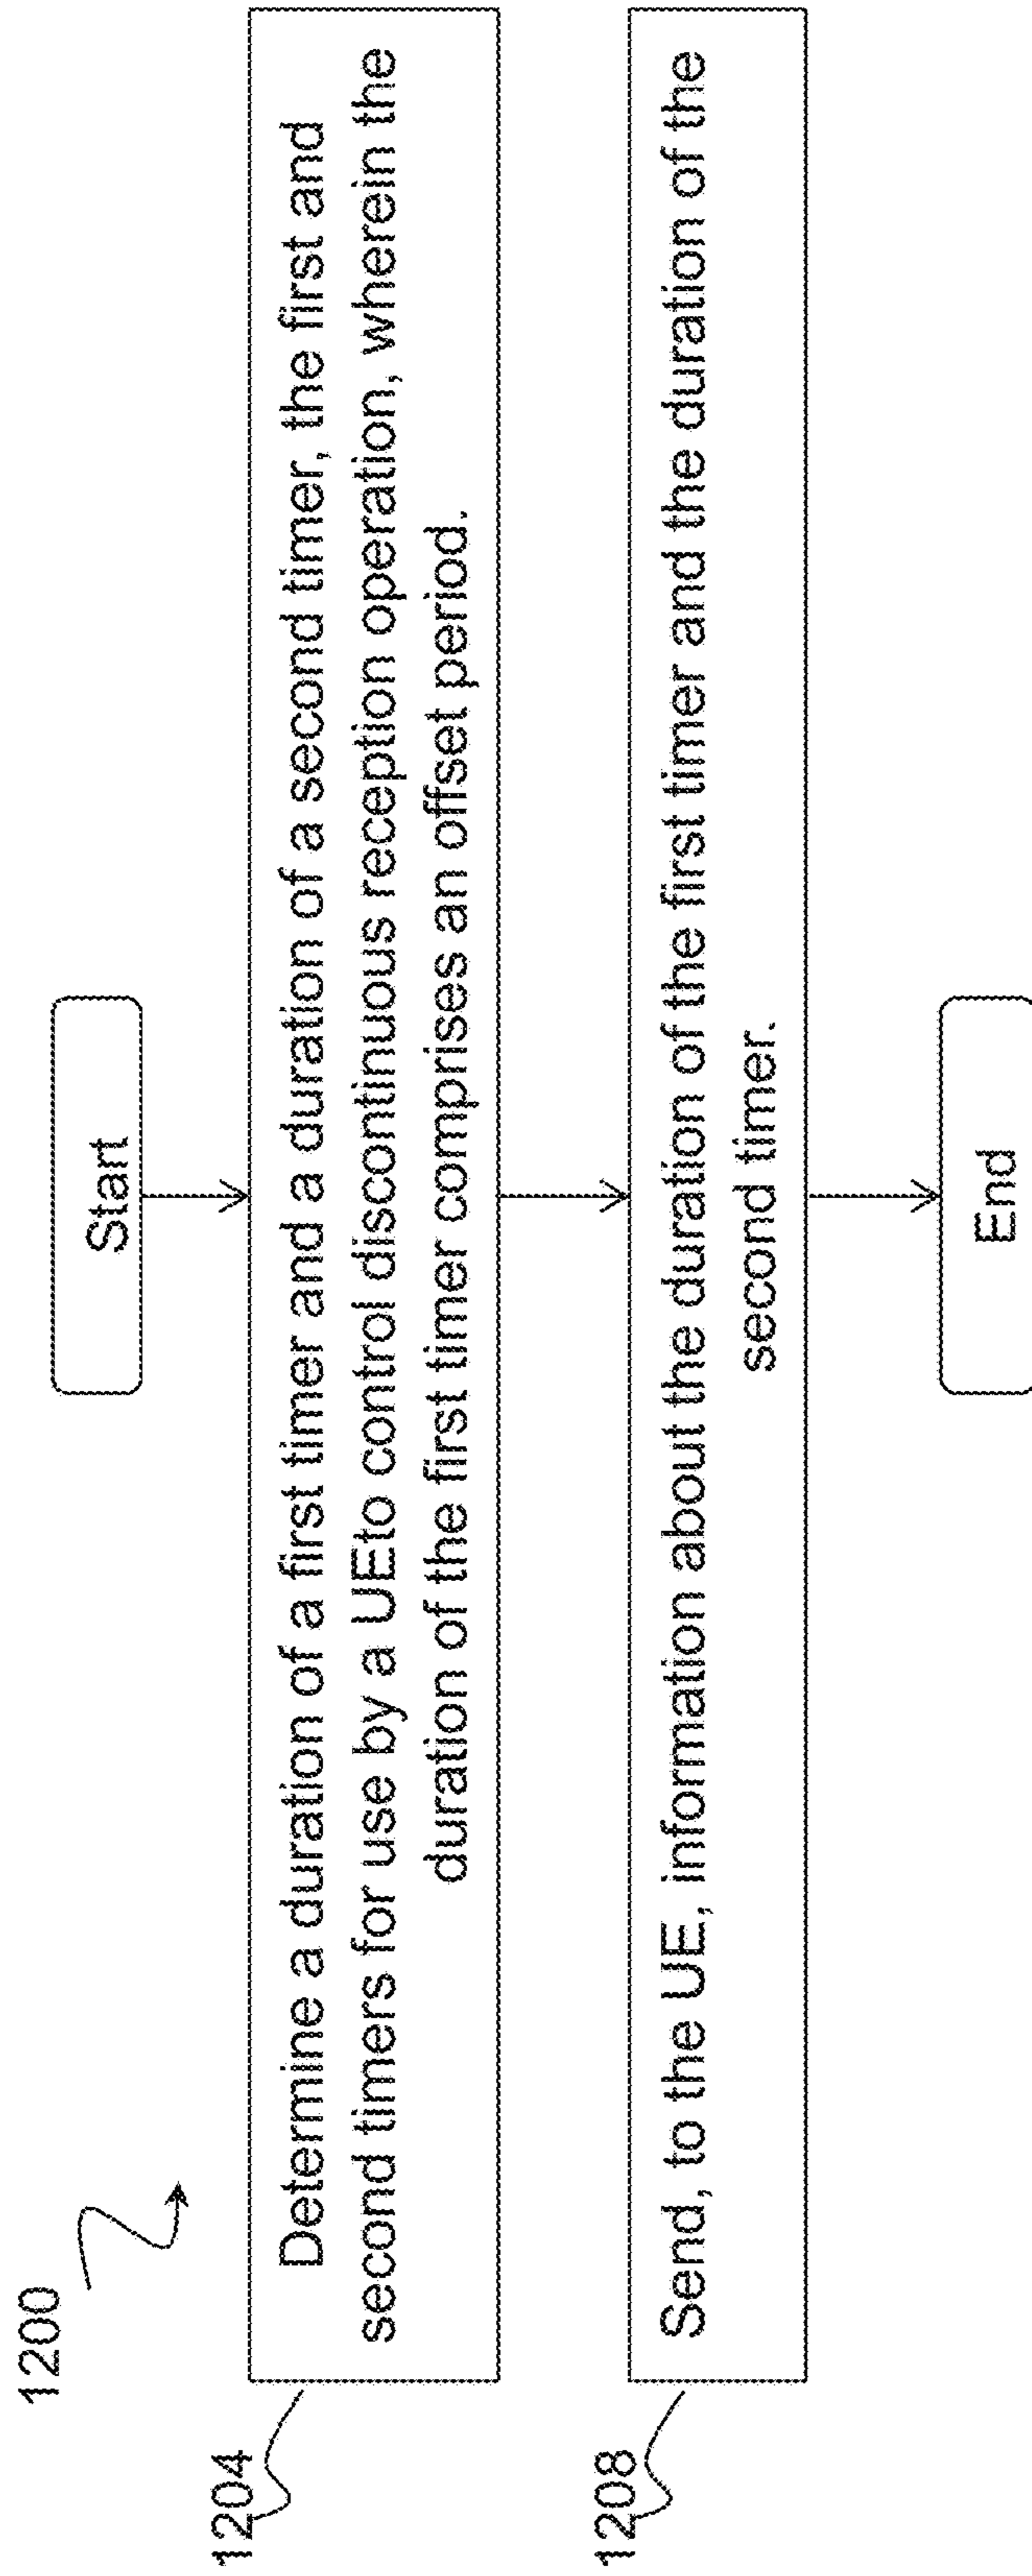 1200
Start
1204
Determine a duration of a first timer and a duration of a second timer, the first and
second timers for use by a UEto control discontinuous reception operation, wherein the
duration of the first timer comprises an offset period.
1208
Send, to the UE, information about the duration of the first timer and the duration of the
second timer.
End